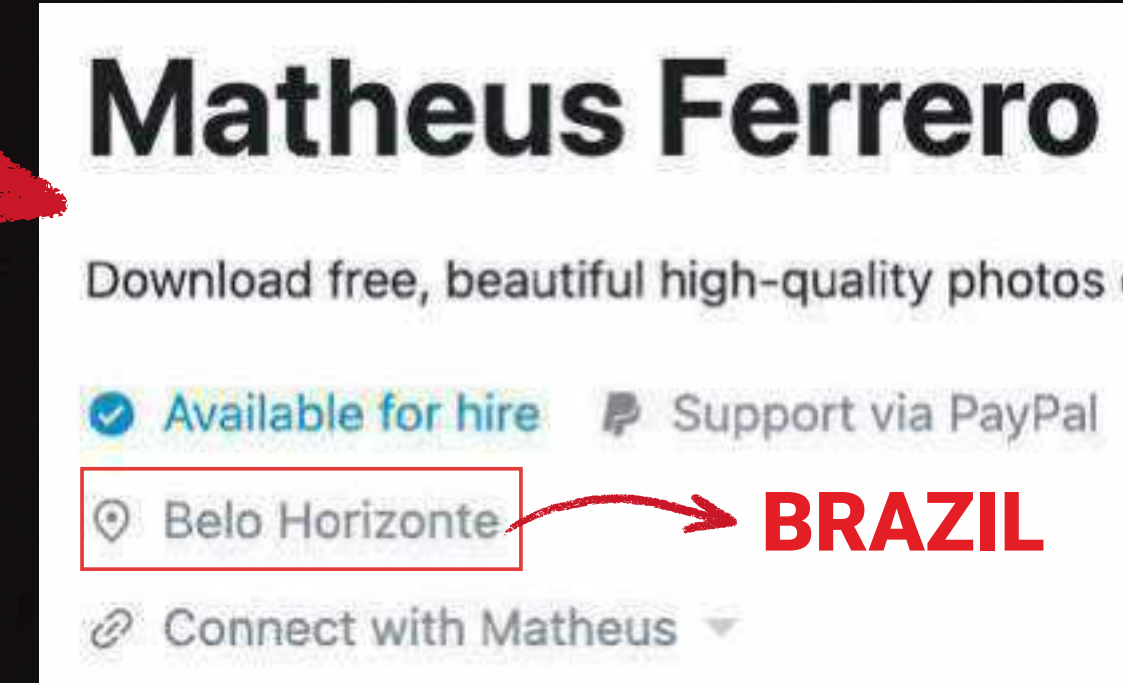 Matheus Ferrero
Download free, beautiful high-quality photos
Available for hire Support via PayPal
Belo Horizonte BRAZIL
Connect with Matheus